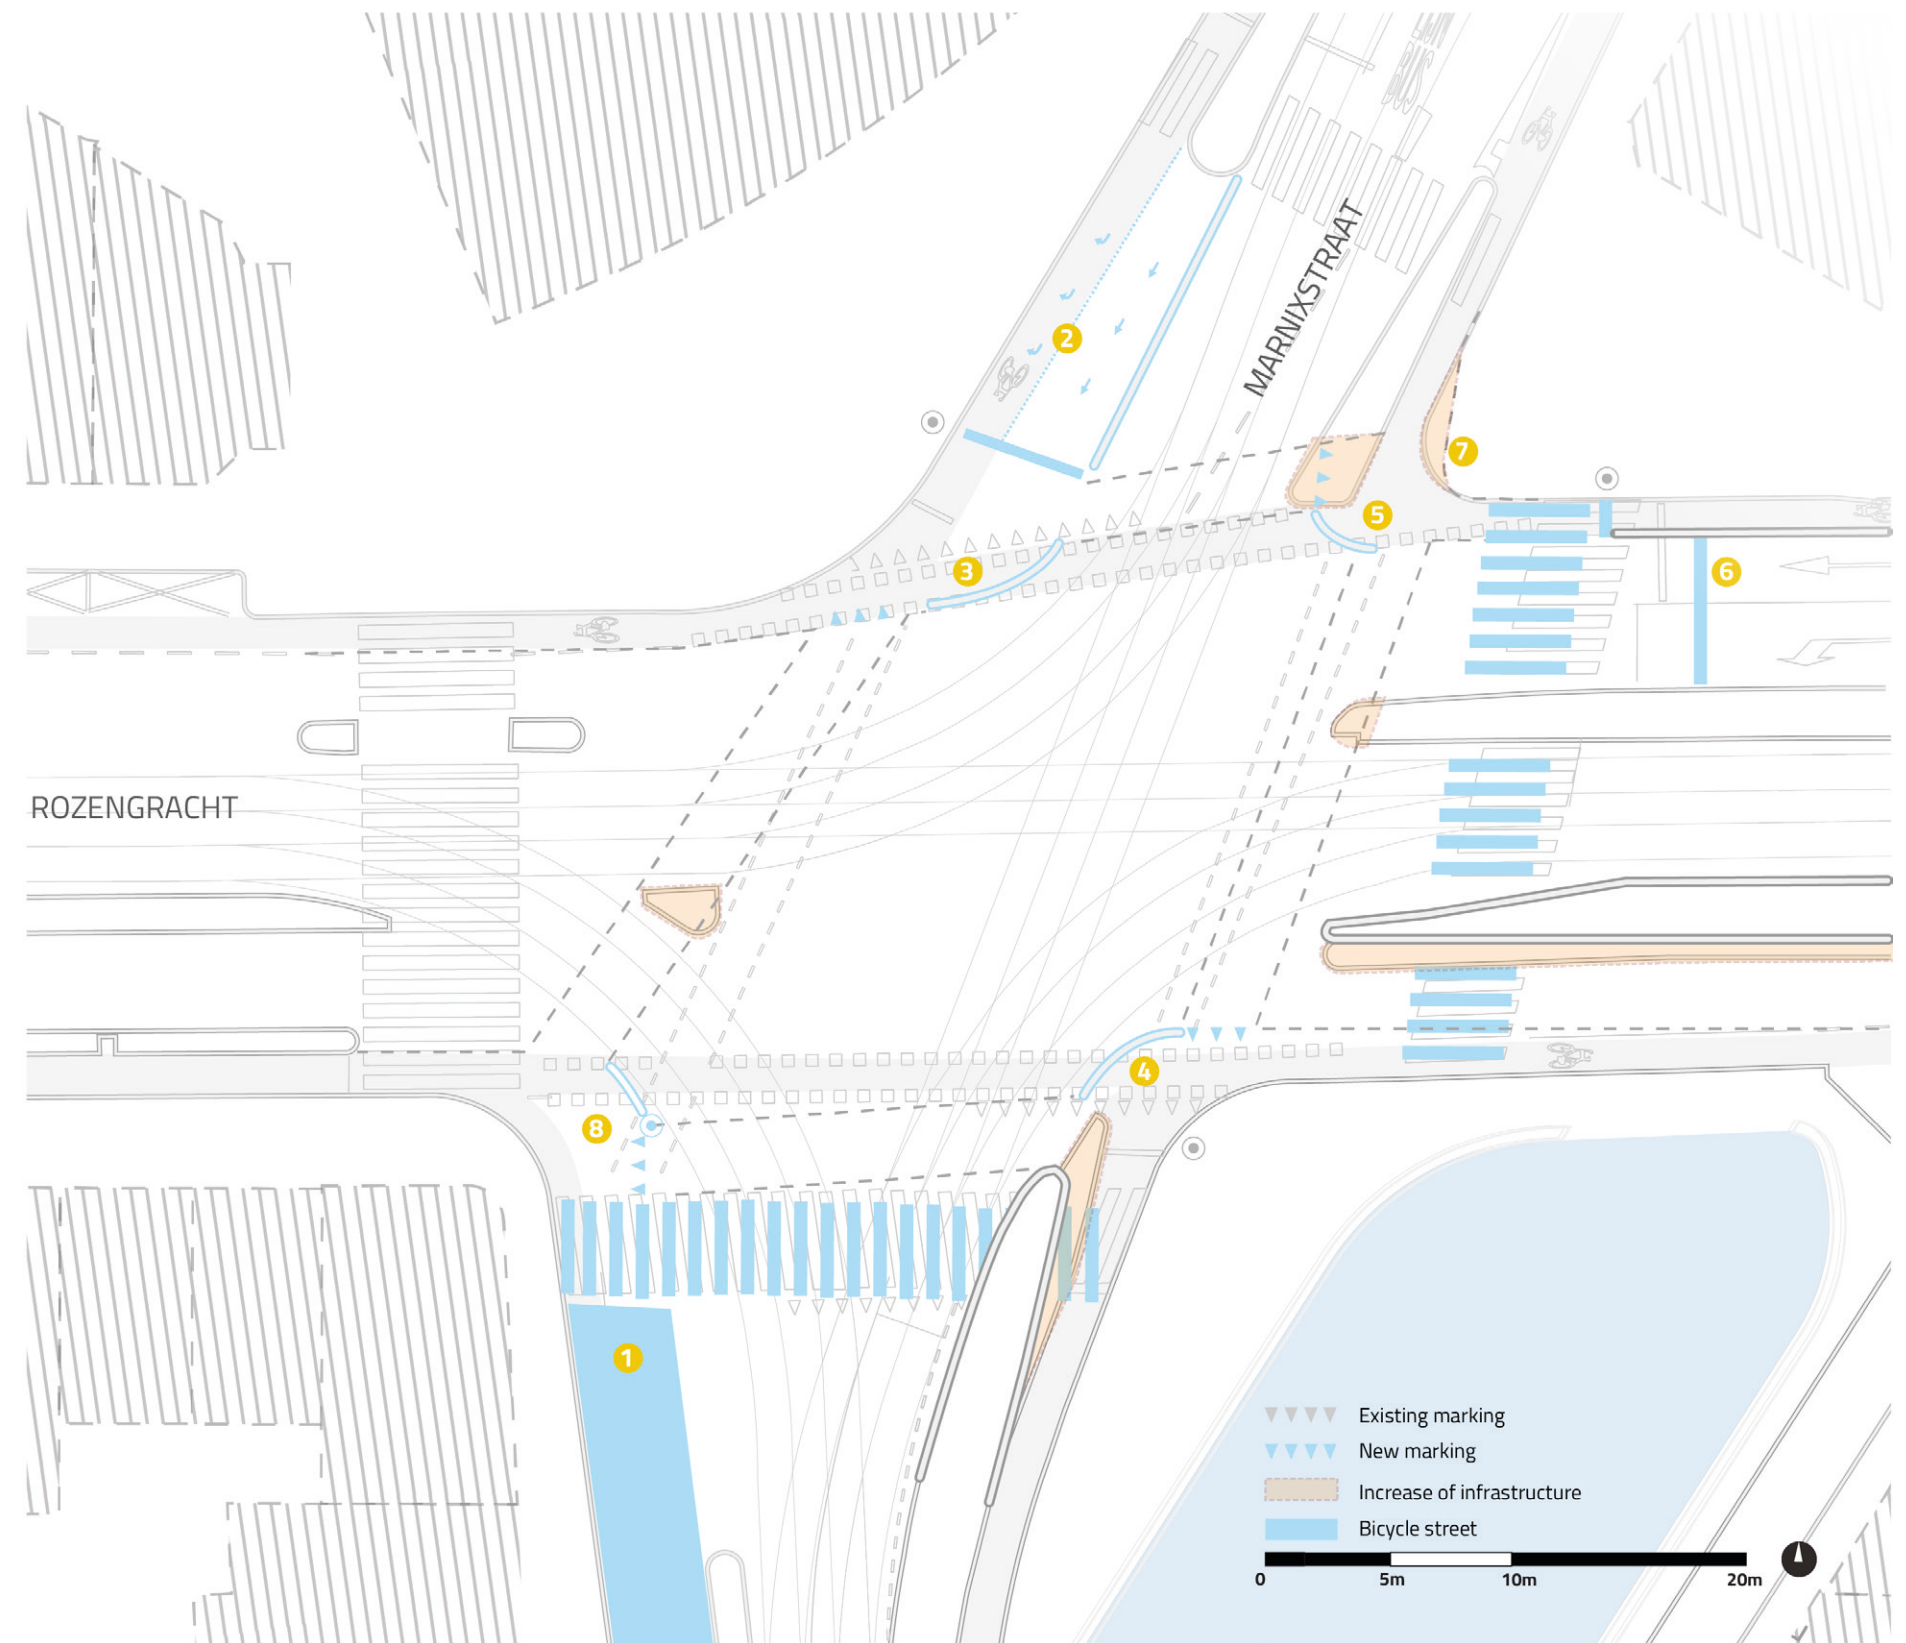 MARNIXSTRAAT
2
7
5
3
6
ROZENGRACHT
4
8
1
Existing marking
New marking
Increase of infrastructure
Bicycle street
0 5m 10m 20m